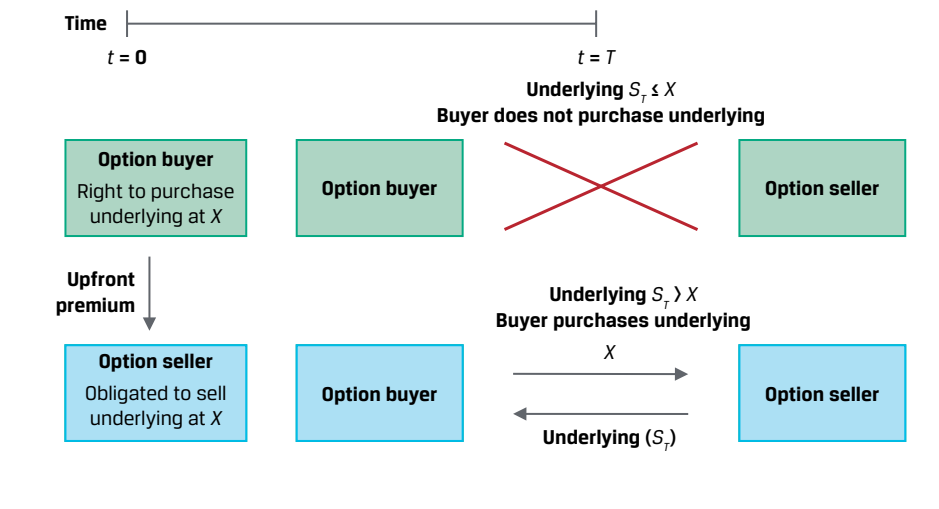 Time
t = 0
t = T
Underlying S_T ≤ X
Buyer does not purchase underlying
Option buyer
Right to purchase
underlying at X
Option buyer
Option seller
Upfront
premium
Underlying S_T > X
Buyer purchases underlying
Option seller
Obligated to sell
underlying at X
Option buyer
X
Underlying (S_T)
Option seller